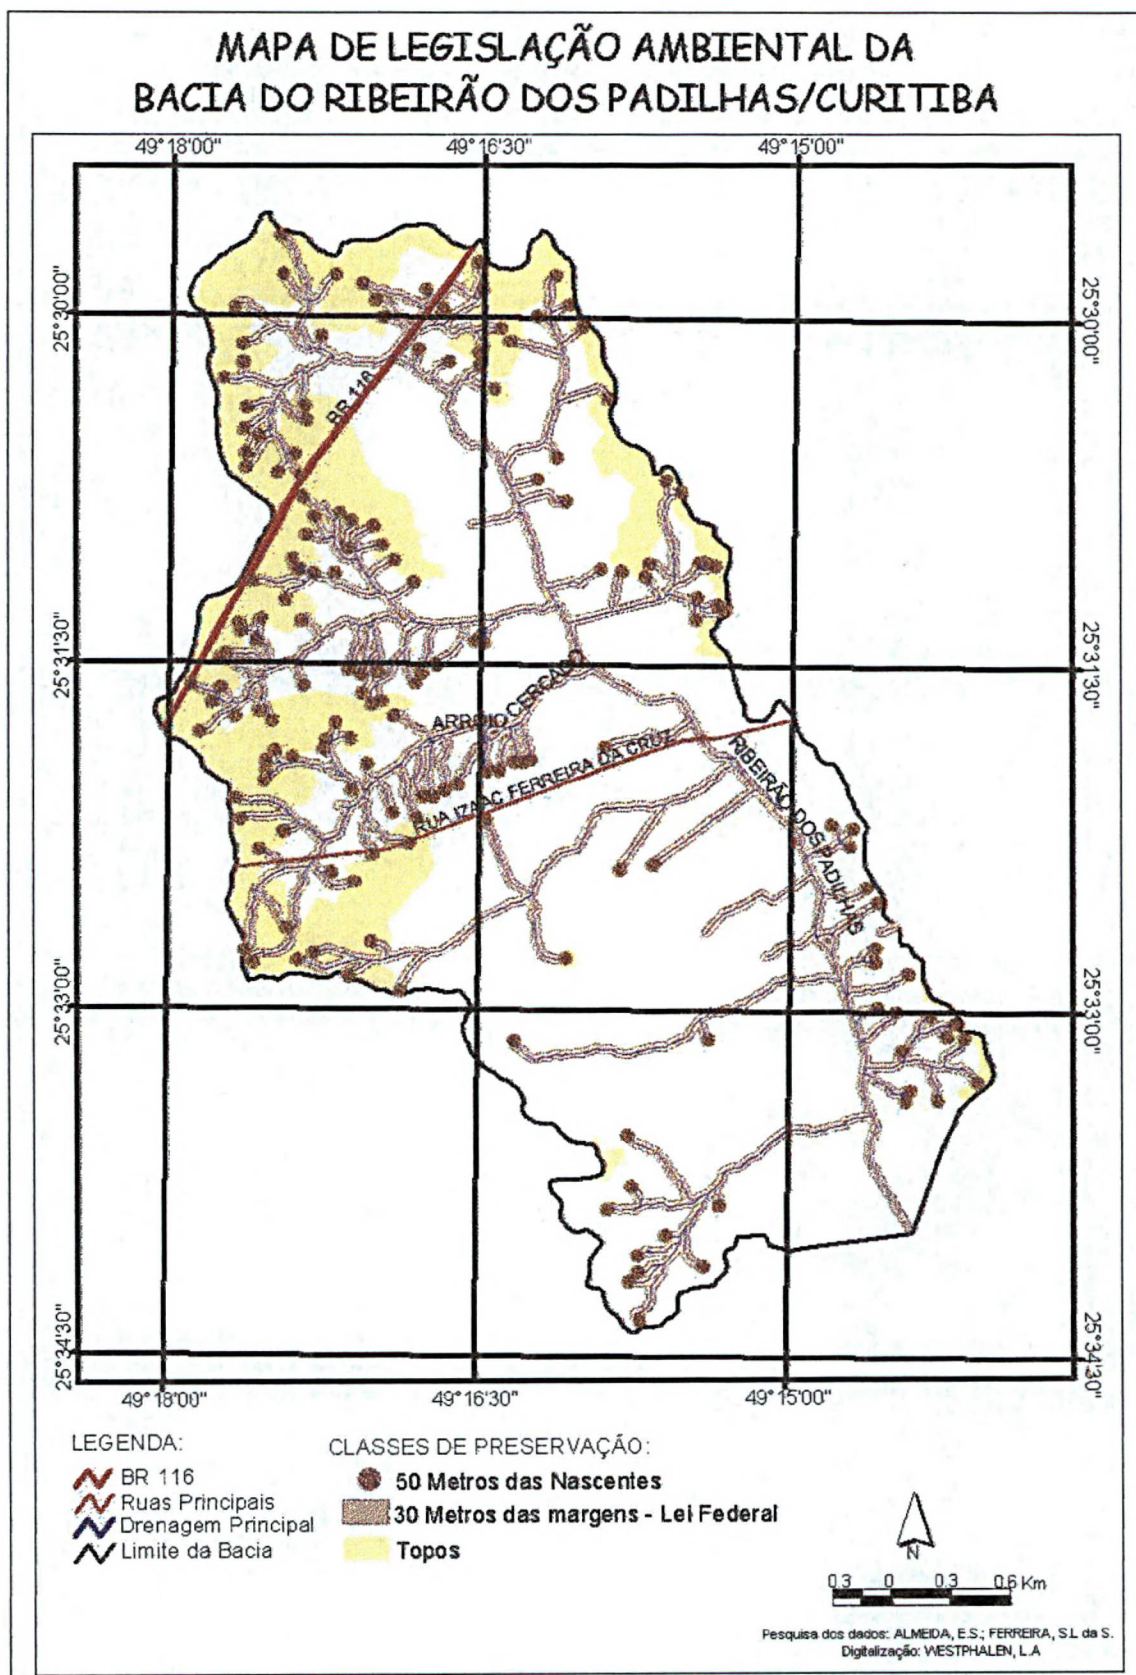 MAPA DE LEGISLAÇÃO AMBIENTAL DA
BACIA DO RIBEIRÃO DOS PADILHAS/CURITIBA
49°18'00" 49°16'30" 49°15'00"
25°30'00" 25°30'00"
BR 116
25°31'30" 25°31'30"
ARROIO CERCADO
RUA IZAAC FERREIRA DA CRUZ
RIBEIRÃO DOS PADILHAS
25°33'00" 25°33'00"
25°34'30" 25°34'30"
49°18'00" 49°16'30" 49°15'00"
LEGENDA:
BR 116
Ruas Principais
Drenagem Principal
Limite da Bacia
CLASSES DE PRESERVAÇÃO:
50 Metros das Nascentes
30 Metros das margens - Lei Federal
Topos
N
0.3 0 0.3 0.6 Km
Pesquisa dos dados: ALMEIDA, E.S.; FERREIRA, S.L da S.
Digitalização: WESTPHALEN, L.A